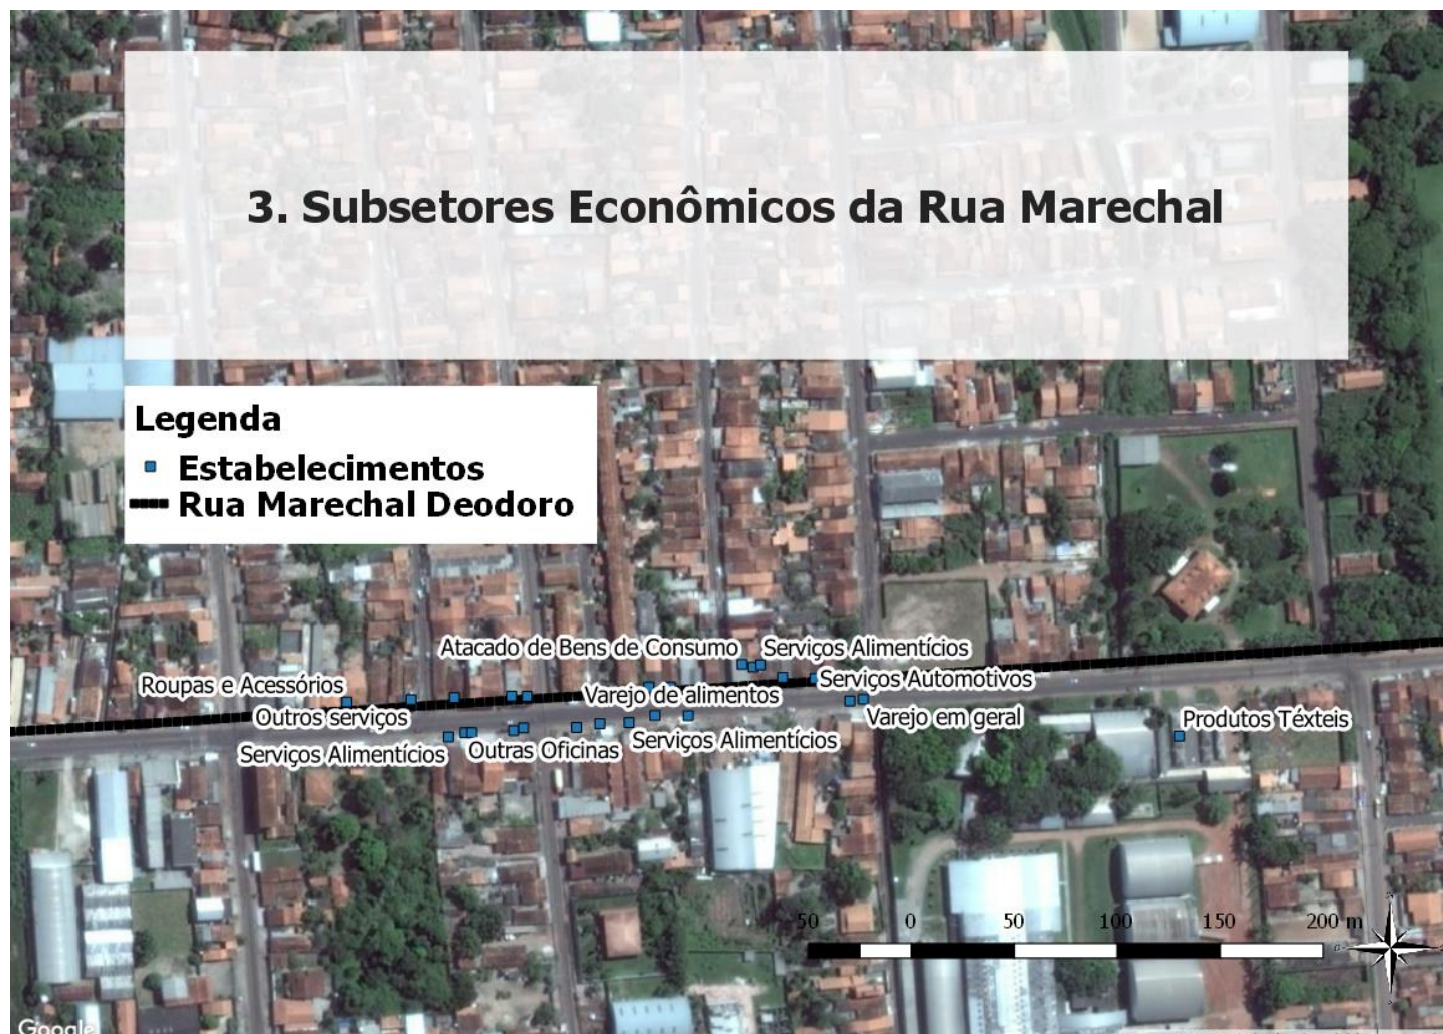 3. Subsetores Econômicos da Rua Marechal
Legenda
Estabelecimentos
Rua Marechal Deodoro
Atacado de Bens de Consumo
Serviços Alimentícios
Roupas e Acessórios
Varejo de alimentos
Serviços Automotivos
Outros serviços
Varejo em geral
Produtos Téxteis
Serviços Alimentícios
Outras Oficinas
Serviços Alimentícios
50 0 50 100 150 200 m
Google